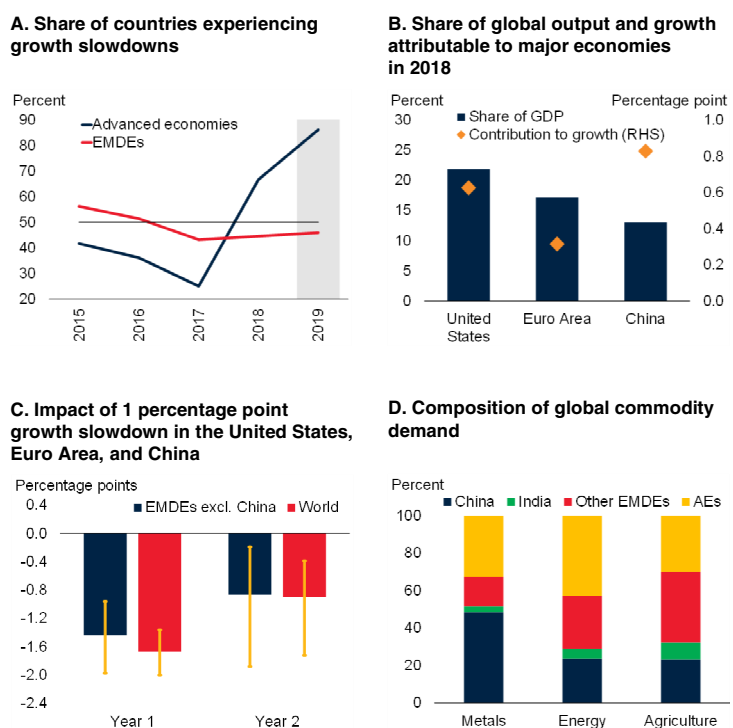 A. Share of countries experiencing
growth slowdowns
Percent
90
80
70
60
50
40
30
20
Advanced economies
EMDEs
2015
2016
2017
2018
2019
B. Share of global output and growth
attributable to major economies
in 2018
Percent
Percentage point
30
25
20
15
10
5
0
Share of GDP
Contribution to growth (RHS)
1.0
0.8
0.6
0.4
0.2
0.0
United
States
Euro Area
China
C. Impact of 1 percentage point
growth slowdown in the United States,
Euro Area, and China
Percentage points
0.4
0.0
-0.4
-0.8
-1.2
-1.6
-2.0
-2.4
EMDEs excl. China
World
Year 1
Year 2
D. Composition of global commodity
demand
Percent
China
India
Other EMDEs
AEs
100
80
60
40
20
0
Metals
Energy
Agriculture